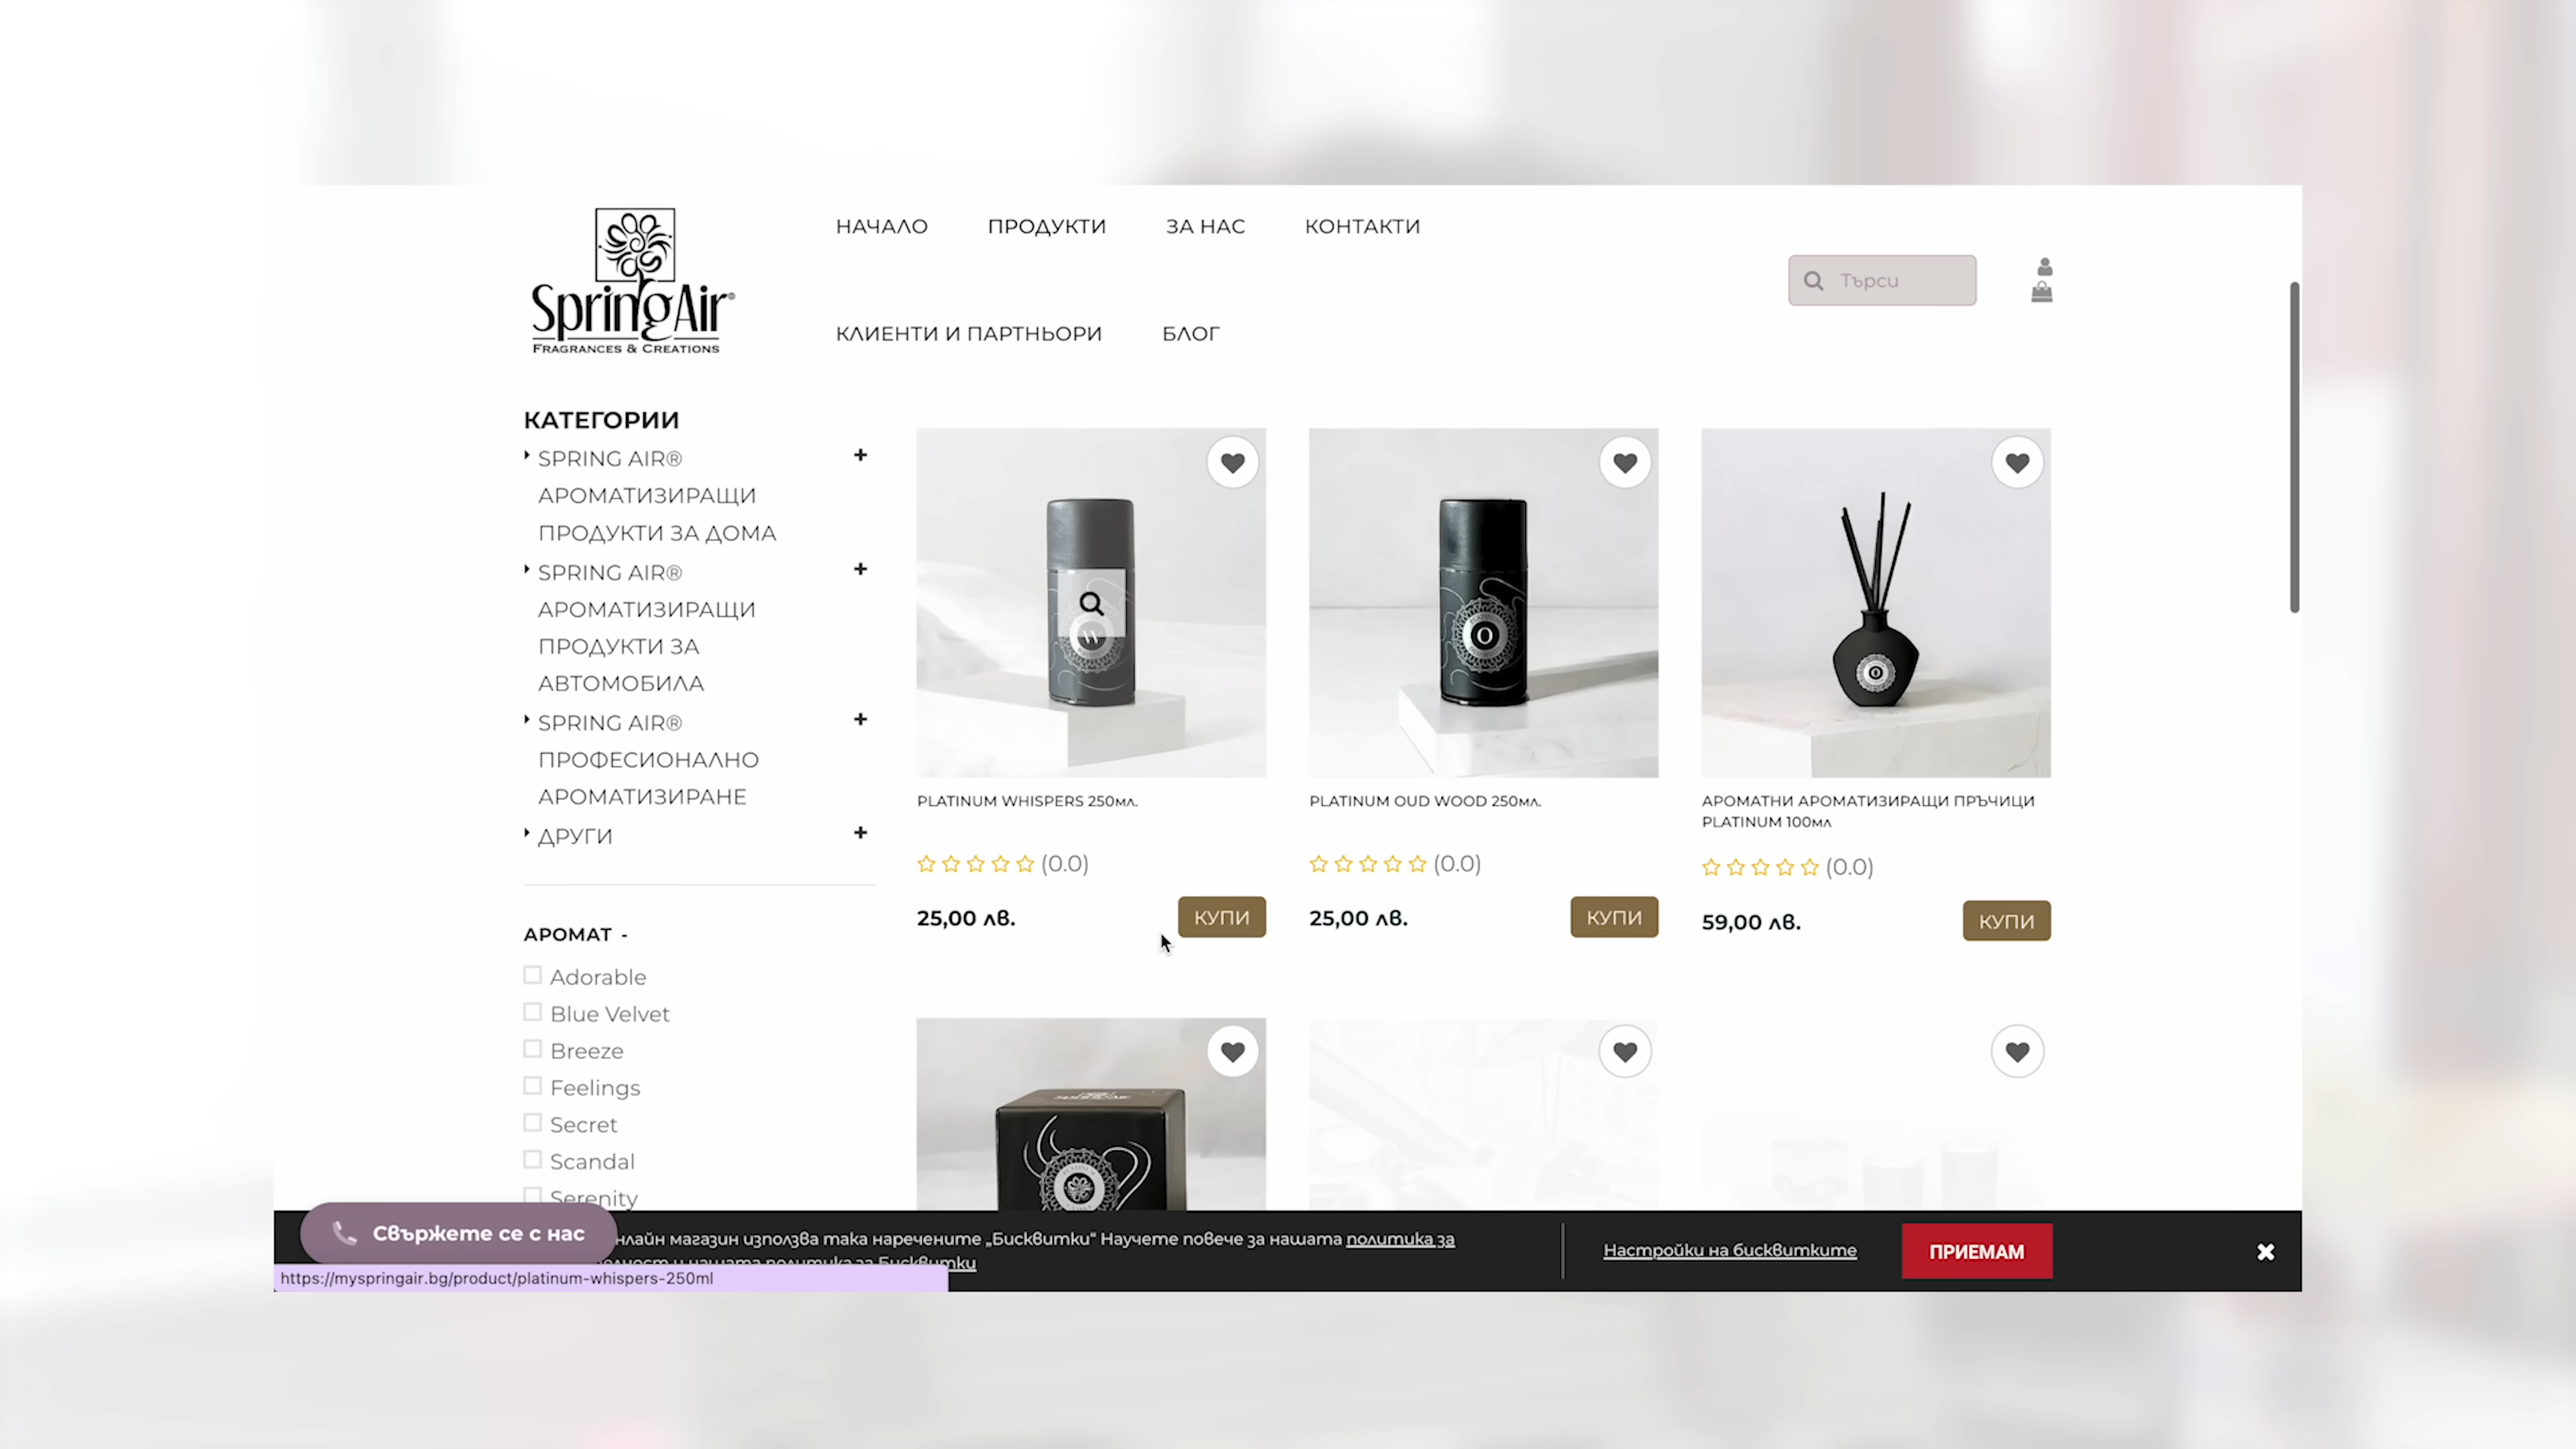 SpringAir®
FRAGRANCES & CREATIONS
НАЧАЛО
ПРОДУКТИ
ЗА НАС
КОНТАКТИ
КЛИЕНТИ И ПАРТНЬОРИ
БЛОГ
Търси
КАТЕГОРИИ
SPRING AIR®
АРОМАТИЗИРАЩИ
ПРОДУКТИ ЗА ДОМА
SPRING AIR®
АРОМАТИЗИРАЩИ
ПРОДУКТИ ЗА
АВТОМОБИЛА
SPRING AIR®
ПРОФЕСИОНАЛНО
АРОМАТИЗИРАНЕ
ДРУГИ
АРОМАТ -
Adorable
Blue Velvet
Breeze
Feelings
Secret
Scandal
Serenity
W
O
O
PLATINUM WHISPERS 250мл.
(0.0)
25,00 лв.
КУПИ
PLATINUM OUD WOOD 250мл.
(0.0)
25,00 лв.
КУПИ
АРОМАТНИ АРОМАТИЗИРАЩИ ПРЪЧИЦИ
PLATINUM 100мл
(0.0)
59,00 лв.
КУПИ
Свържете се с нас
магазин използва така наречените „Бисквитки“ Научете повече за нашата политика за
и нашата политика за Бисквитки
Настройки на бисквитките
ПРИЕМАМ
https://myspringair.bg/product/platinum-whispers-250ml